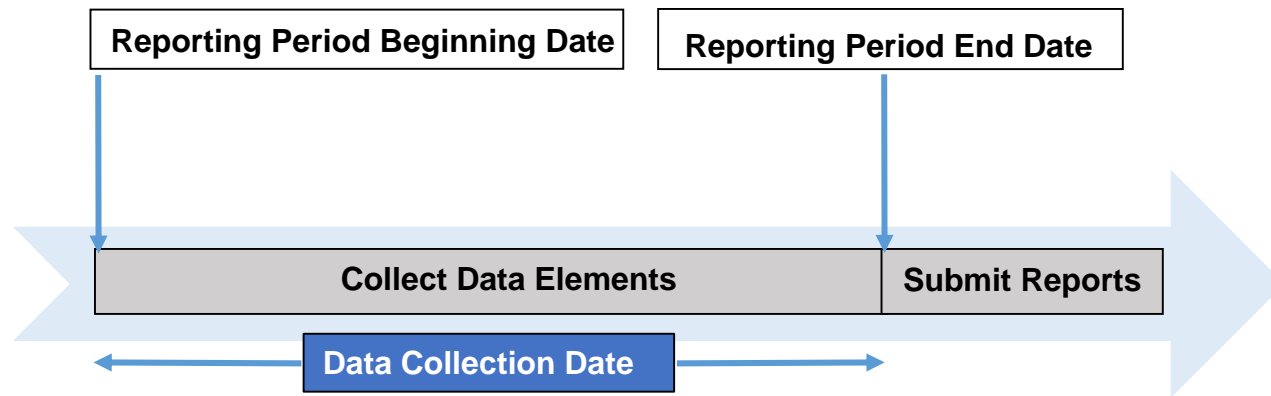 Reporting Period Beginning Date
Reporting Period End Date
Collect Data Elements
Submit Reports
Data Collection Date